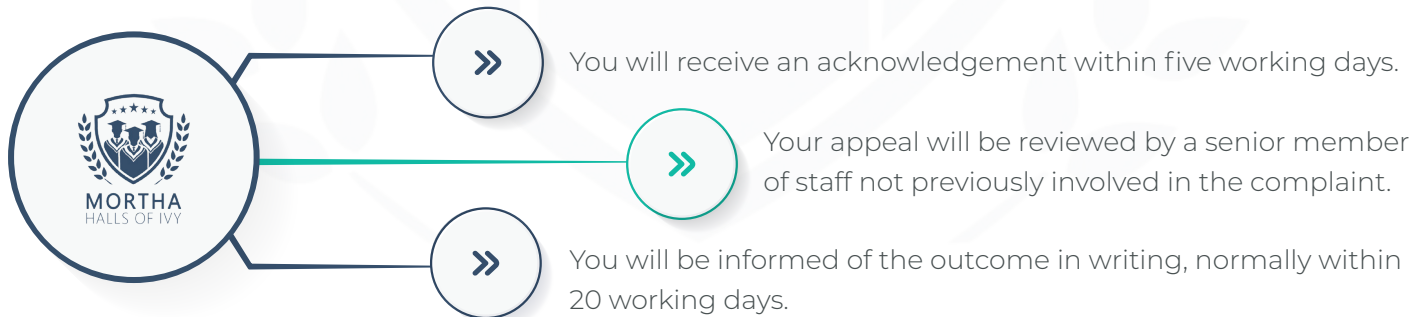 MORTHA
HALLS OF IVY
You will receive an acknowledgement within five working days.
Your appeal will be reviewed by a senior member
of staff not previously involved in the complaint.
You will be informed of the outcome in writing, normally within
20 working days.